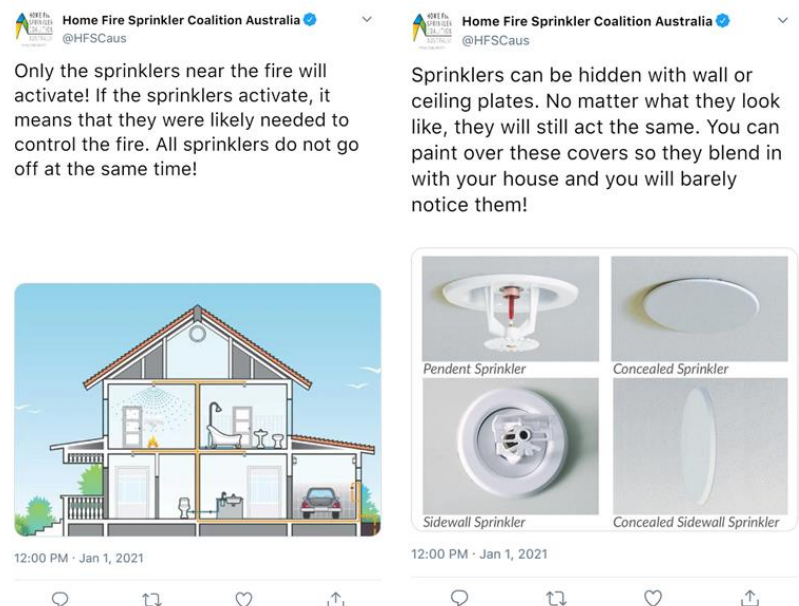 Home Fire Sprinkler Coalition Australia
@HFSCaus
Only the sprinklers near the fire will
activate! If the sprinklers activate, it
means that they were likely needed to
control the fire. All sprinklers do not go
off at the same time!
12:00 PM · Jan 1, 2021
Home Fire Sprinkler Coalition Australia
@HFSCaus
Sprinklers can be hidden with wall or
ceiling plates. No matter what they look
like, they will still act the same. You can
paint over these covers so they blend in
with your house and you will barely
notice them!
Pendent Sprinkler
Concealed Sprinkler
Sidewall Sprinkler
Concealed Sidewall Sprinkler
12:00 PM · Jan 1, 2021